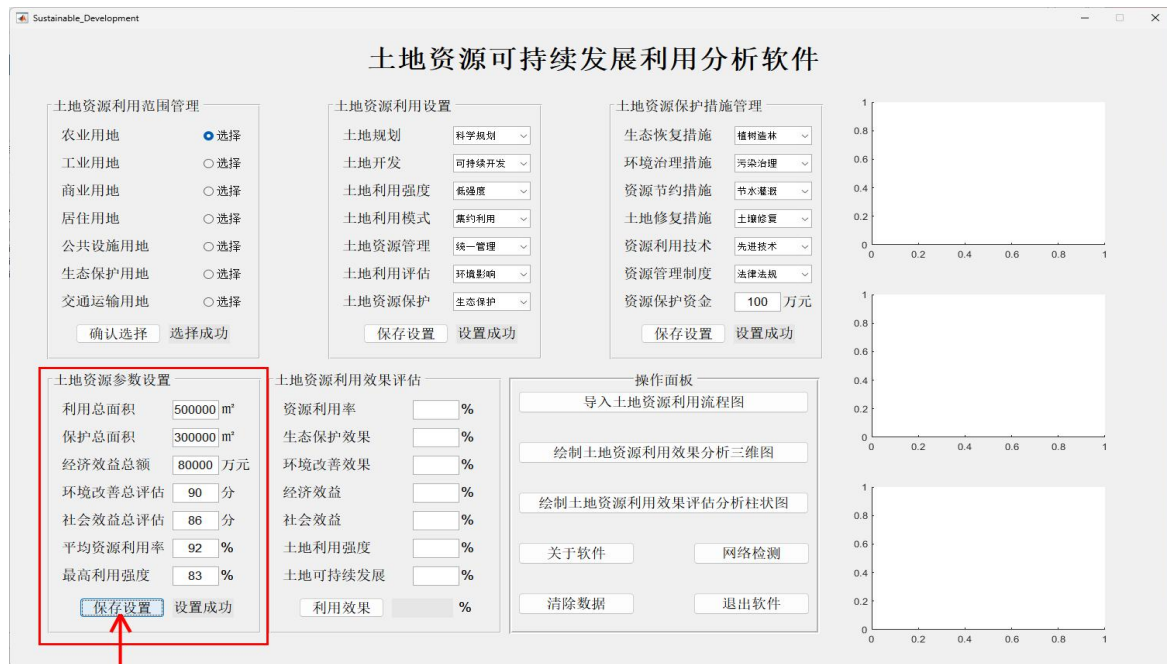 Sustainable_Development
土地资源可持续发展利用分析软件
土地资源利用范围管理
农业用地 选择
工业用地 选择
商业用地 选择
居住用地 选择
公共设施用地 选择
生态保护用地 选择
交通运输用地 选择
确认选择 选择成功
土地资源利用设置
土地规划 科学规划
土地开发 可持续开发
土地利用强度 低强度
土地利用模式 集约利用
土地资源管理 统一管理
土地利用评估 环境影响
土地资源保护 生态保护
保存设置 设置成功
土地资源保护措施管理
生态恢复措施 植树造林
环境治理措施 污染治理
资源节约措施 节水灌溉
土地修复措施 土壤修复
资源利用技术 先进技术
资源管理制度 法律法规
资源保护资金 100 万元
保存设置 设置成功
土地资源参数设置
利用总面积 500000 m²
保护总面积 300000 m²
经济效益总额 80000 万元
环境改善总评估 90 分
社会效益总评估 86 分
平均资源利用率 92 %
最高利用强度 83 %
保存设置 设置成功
土地资源利用效果评估
资源利用率 %
生态保护效果 %
环境改善效果 %
经济效益 %
社会效益 %
土地利用强度 %
土地可持续发展 %
利用效果 %
操作面板
导入土地资源利用流程图
绘制土地资源利用效果分析三维图
绘制土地资源利用效果评估分析柱状图
关于软件 网络检测
清除数据 退出软件
1
0.8
0.6
0.4
0.2
0
0 0.2 0.4 0.6 0.8 1
1
0.8
0.6
0.4
0.2
0
0 0.2 0.4 0.6 0.8 1
1
0.8
0.6
0.4
0.2
0
0 0.2 0.4 0.6 0.8 1